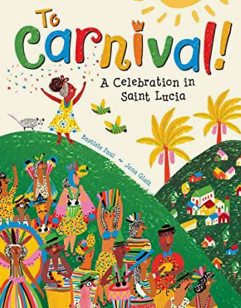 To
Carnival!
A Celebration in
Saint Lucia
Baptiste Paul ~ Jana Glatt